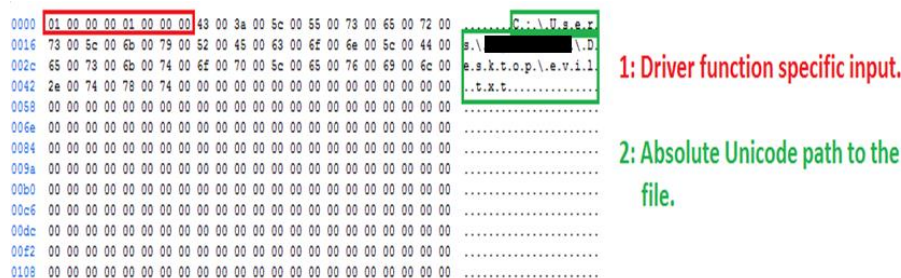 0000 01 00 00 00 01 00 00 00 43 00 3a 00 5c 00 55 00 73 00 65 00 72 00 ........C.:.\.U.s.e.r.
0016 73 00 5c 00 6b 00 79 00 52 00 45 00 63 00 6f 00 6e 00 5c 00 44 00 s.\ .\.D.
002c 65 00 73 00 6b 00 74 00 6f 00 70 00 5c 00 65 00 76 00 69 00 6c 00 e.s.k.t.o.p.\.e.v.i.l.
0042 2e 00 74 00 78 00 74 00 00 00 00 00 00 00 00 00 00 00 00 00 00 00 ..t.x.t...............
0058 00 00 00 00 00 00 00 00 00 00 00 00 00 00 00 00 00 00 00 00 00 00 ......................
006e 00 00 00 00 00 00 00 00 00 00 00 00 00 00 00 00 00 00 00 00 00 00 ......................
0084 00 00 00 00 00 00 00 00 00 00 00 00 00 00 00 00 00 00 00 00 00 00 ......................
009a 00 00 00 00 00 00 00 00 00 00 00 00 00 00 00 00 00 00 00 00 00 00 ......................
00b0 00 00 00 00 00 00 00 00 00 00 00 00 00 00 00 00 00 00 00 00 00 00 ......................
00c6 00 00 00 00 00 00 00 00 00 00 00 00 00 00 00 00 00 00 00 00 00 00 ......................
00dc 00 00 00 00 00 00 00 00 00 00 00 00 00 00 00 00 00 00 00 00 00 00 ......................
00f2 00 00 00 00 00 00 00 00 00 00 00 00 00 00 00 00 00 00 00 00 00 00 ......................
0108 00 00 00 00 00 00 00 00 00 00 00 00 00 00 00 00 00 00 00 00 00 00 ......................
1: Driver function specific input.
2: Absolute Unicode path to the
file.